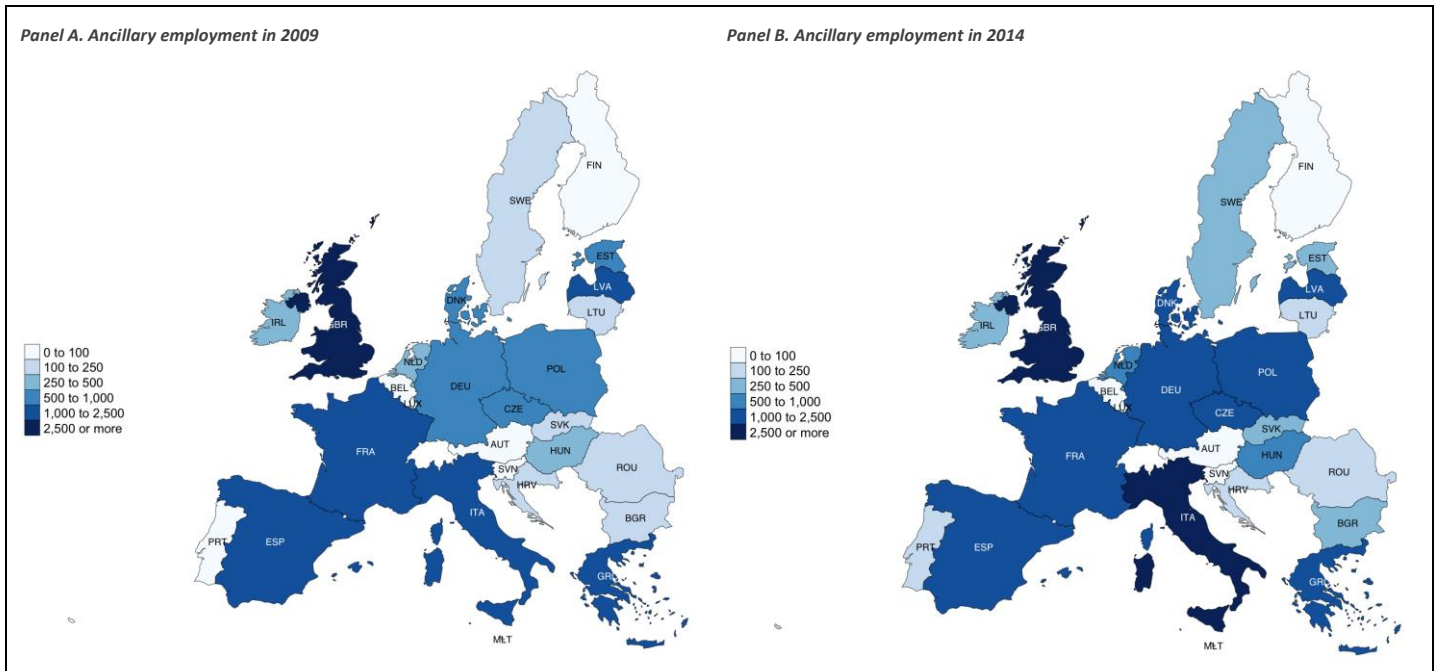 Panel A. Ancillary employment in 2009
FIN
SWE
EST
LVA
DNK
LTU
IRL
GBR
NLD
POL
BEL
DEU
LUX
CZE
SVK
FRA
AUT
HUN
SVN
ROU
HRV
ITA
BGR
PRT
ESP
GRC
MLT
0 to 100
100 to 250
250 to 500
500 to 1,000
1,000 to 2,500
2,500 or more
Panel B. Ancillary employment in 2014
FIN
SWE
EST
LVA
DNK
LTU
IRL
GBR
NLD
POL
BEL
DEU
LUX
CZE
SVK
FRA
AUT
HUN
SVN
ROU
HRV
ITA
BGR
PRT
ESP
GRC
MLT
0 to 100
100 to 250
250 to 500
500 to 1,000
1,000 to 2,500
2,500 or more